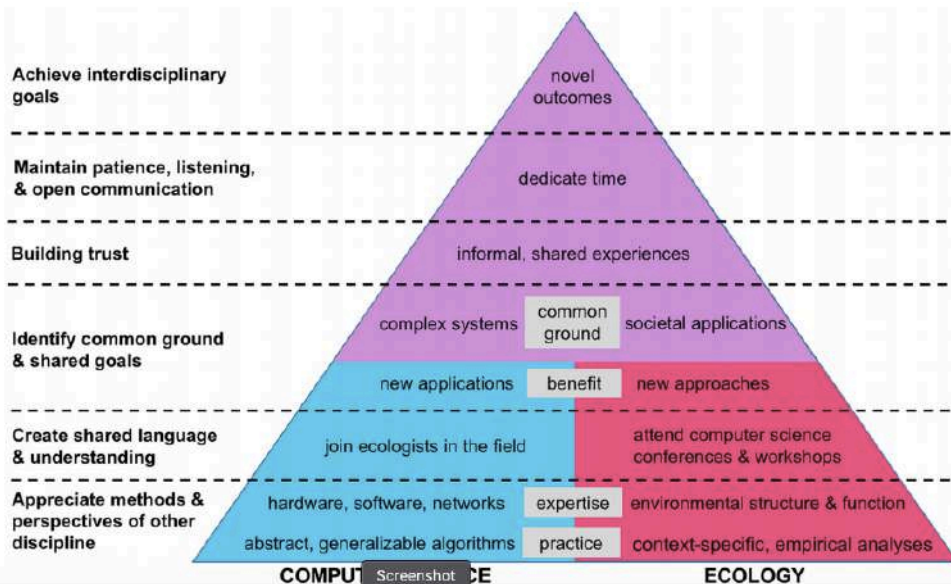 Achieve interdisciplinary
goals
novel
outcomes
Maintain patience, listening,
& open communication
dedicate time
Building trust
informal, shared experiences
Identify common ground
& shared goals
complex systems
common
ground
societal applications
new applications
benefit
new approaches
Create shared language
& understanding
join ecologists in the field
attend computer science
conferences & workshops
Appreciate methods &
perspectives of other
discipline
hardware, software, networks
expertise
environmental structure & function
abstract, generalizable algorithms
practice
context-specific, empirical analyses
Screenshot
ECOLOGY